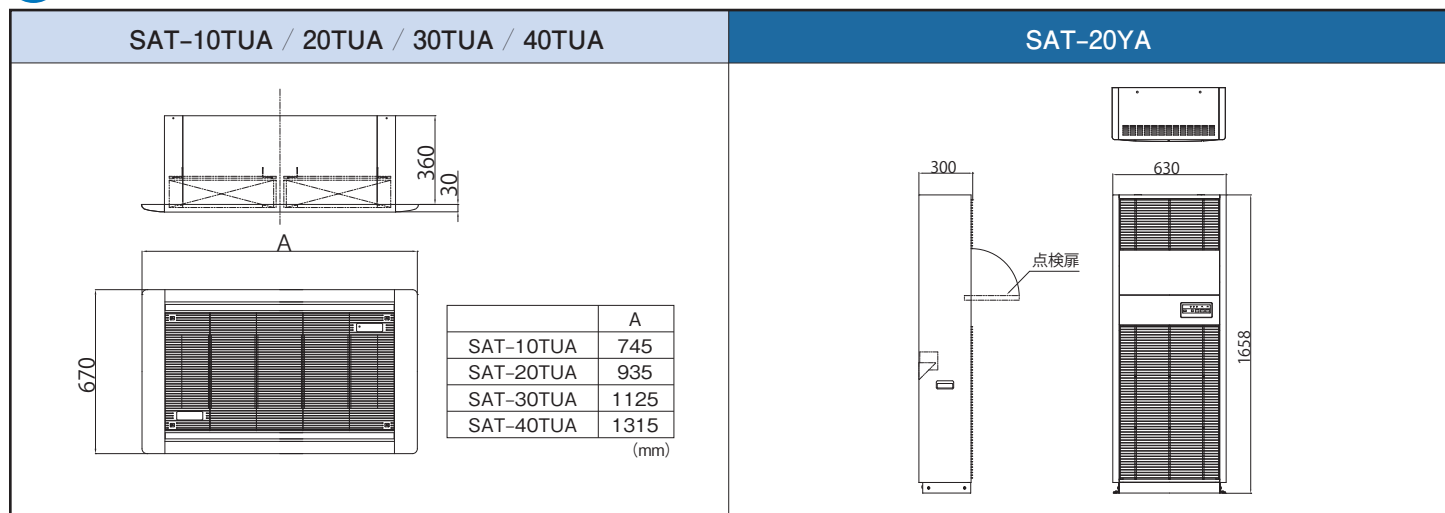 SAT-10TUA / 20TUA / 30TUA / 40TUA
360
30
A
670
A
SAT-10TUA 745
SAT-20TUA 935
SAT-30TUA 1125
SAT-40TUA 1315
(mm)
SAT-20YA
300
630
点検扉
1658